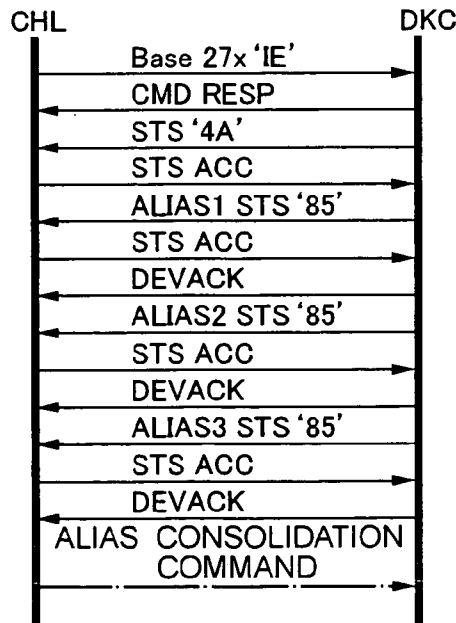 CHL DKC
Base 27x ‘IE’
CMD RESP
STS ‘4A’
STS ACC
ALIAS1 STS ‘85’
STS ACC
DEVACK
ALIAS2 STS ‘85’
STS ACC
DEVACK
ALIAS3 STS ‘85’
STS ACC
DEVACK
ALIAS CONSOLIDATION
COMMAND